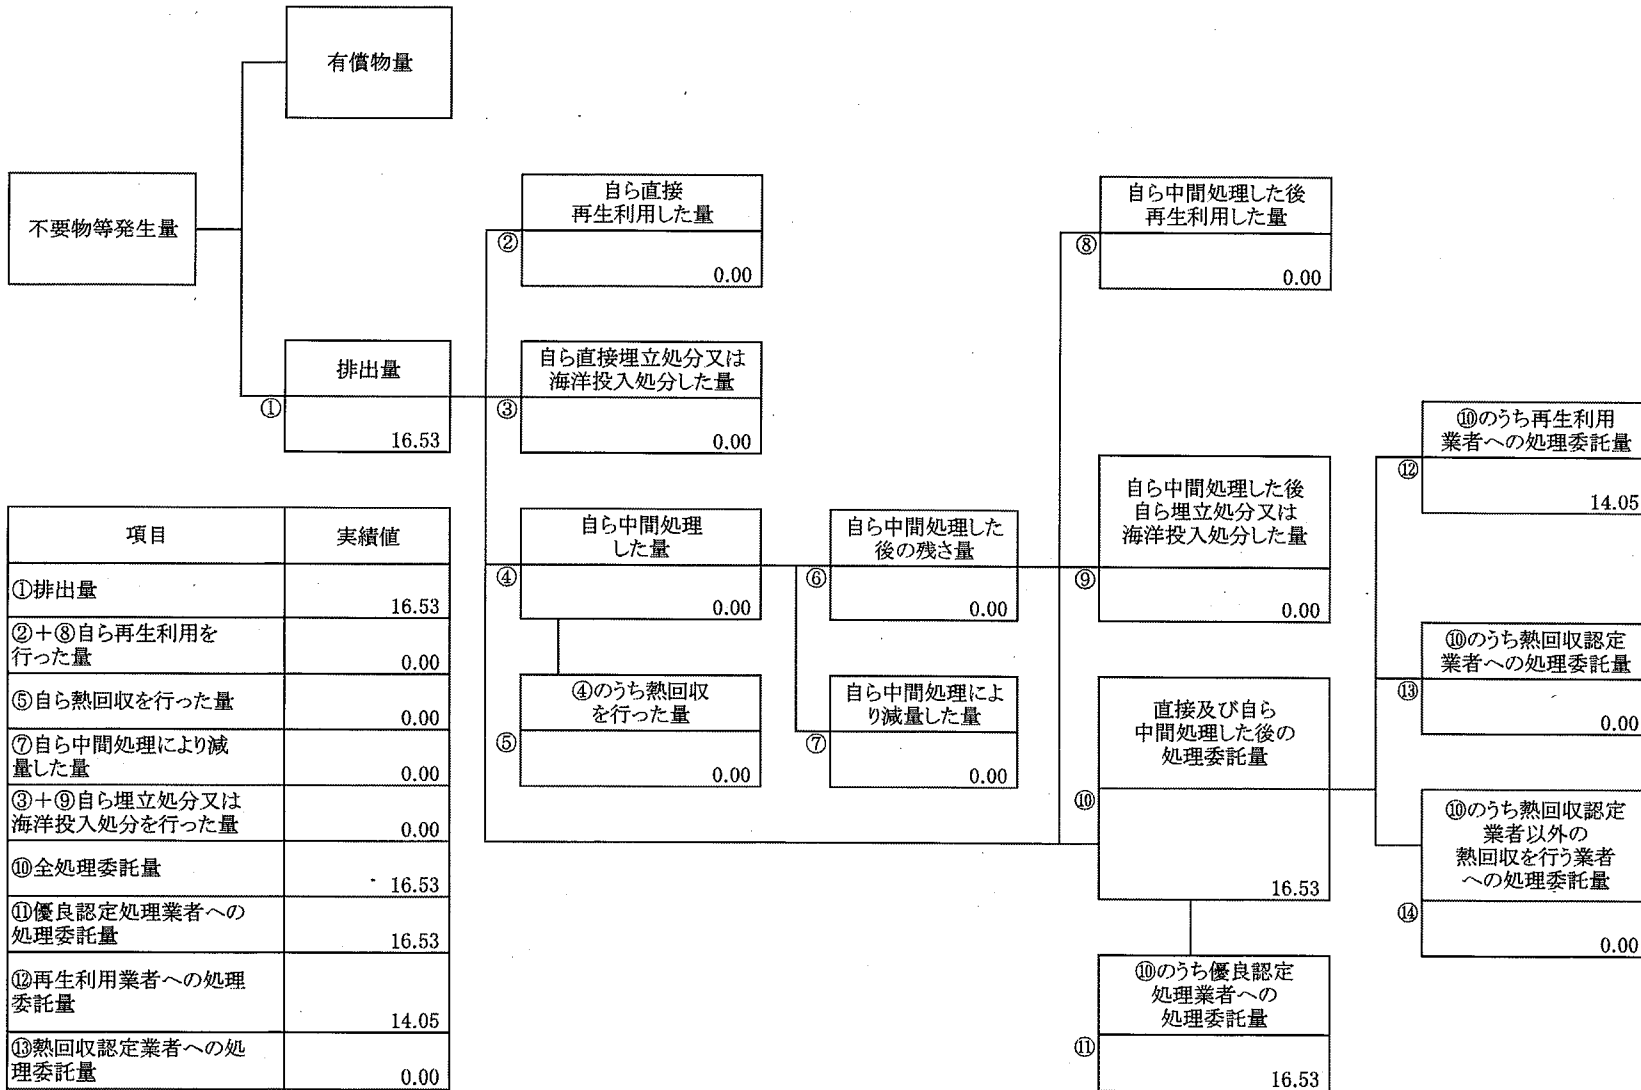 有償物量
不要物等発生量
自ら直接
再生利用した量
②
0.00
自ら中間処理した後
再生利用した量
⑧
0.00
排出量
①
16.53
自ら直接埋立処分又は
海洋投入処分した量
③
0.00
⑩のうち再生利用
業者への処理委託量
⑫
14.05
自ら中間処理
した量
④
0.00
自ら中間処理した
後の残さ量
⑥
0.00
自ら中間処理した後
自ら埋立処分又は
海洋投入処分した量
⑨
0.00
⑩のうち熱回収認定
業者への処理委託量
⑬
0.00
④のうち熱回収
を行った量
⑤
0.00
自ら中間処理によ
り減量した量
⑦
0.00
直接及び自ら
中間処理した後の
処理委託量
⑩
16.53
⑩のうち熱回収認定
業者以外の
熱回収を行う業者
への処理委託量
⑭
0.00
⑩のうち優良認定
処理業者への
処理委託量
⑪
16.53
項目 実績値
①排出量
16.53
②＋⑧自ら再生利用を
行った量 0.00
⑤自ら熱回収を行った量
0.00
⑦自ら中間処理により減
量した量 0.00
③＋⑨自ら埋立処分又は
海洋投入処分を行った量 0.00
⑩全処理委託量
16.53
⑪優良認定処理業者への
処理委託量 16.53
⑫再生利用業者への処理
委託量
14.05
⑬熱回収認定業者への処
理委託量 0.00